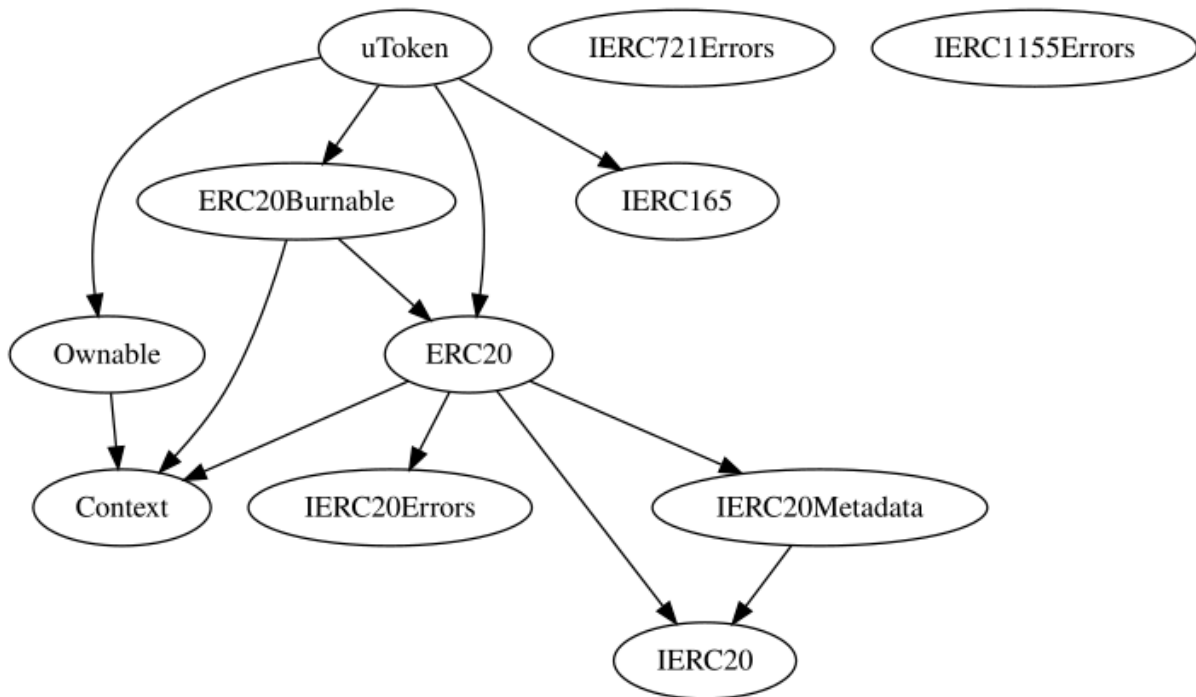 uToken
IERC721Errors
IERC1155Errors
ERC20Burnable
IERC165
Ownable
ERC20
Context
IERC20Errors
IERC20Metadata
IERC20